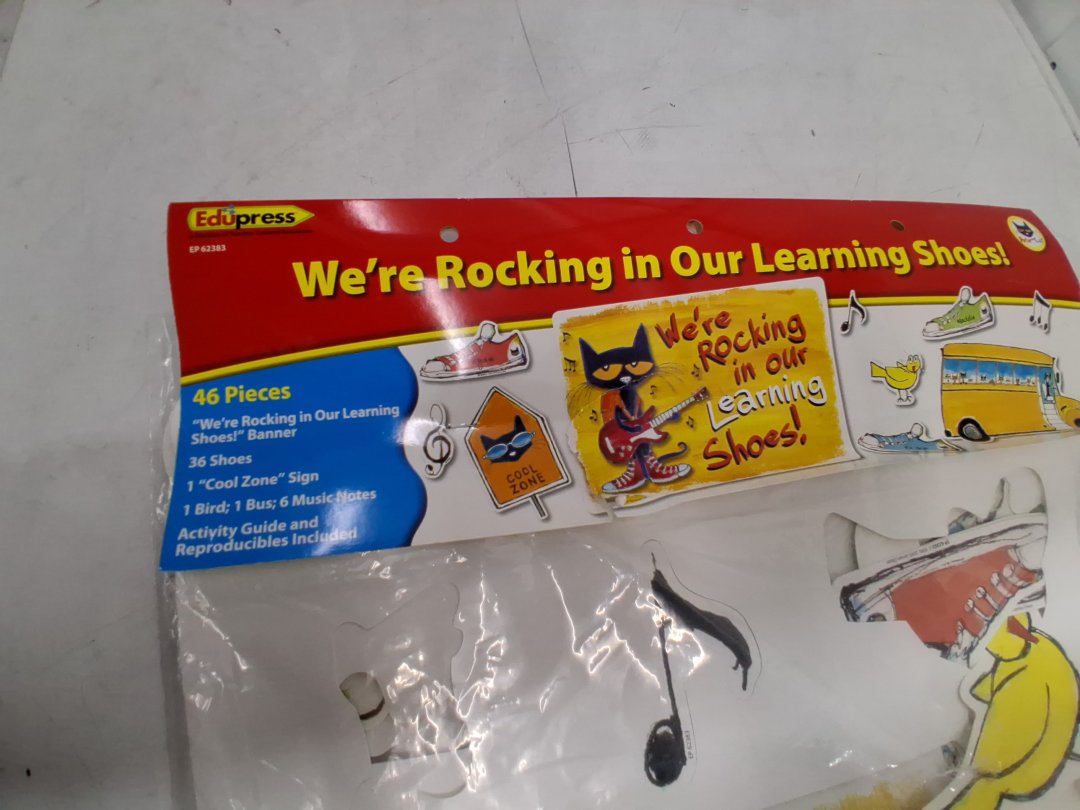 Edupress
EP 62383
We're Rocking in Our Learning Shoes!
46 Pieces
"We're Rocking in Our Learning
Shoes!" Banner
36 Shoes
1 "Cool Zone" Sign
1 Bird; 1 Bus; 6 Music Notes
Activity Guide and
Reproducibles Included
COOL
ZONE
We're
Rocking
in our
Learning
Shoes!
EP 62383